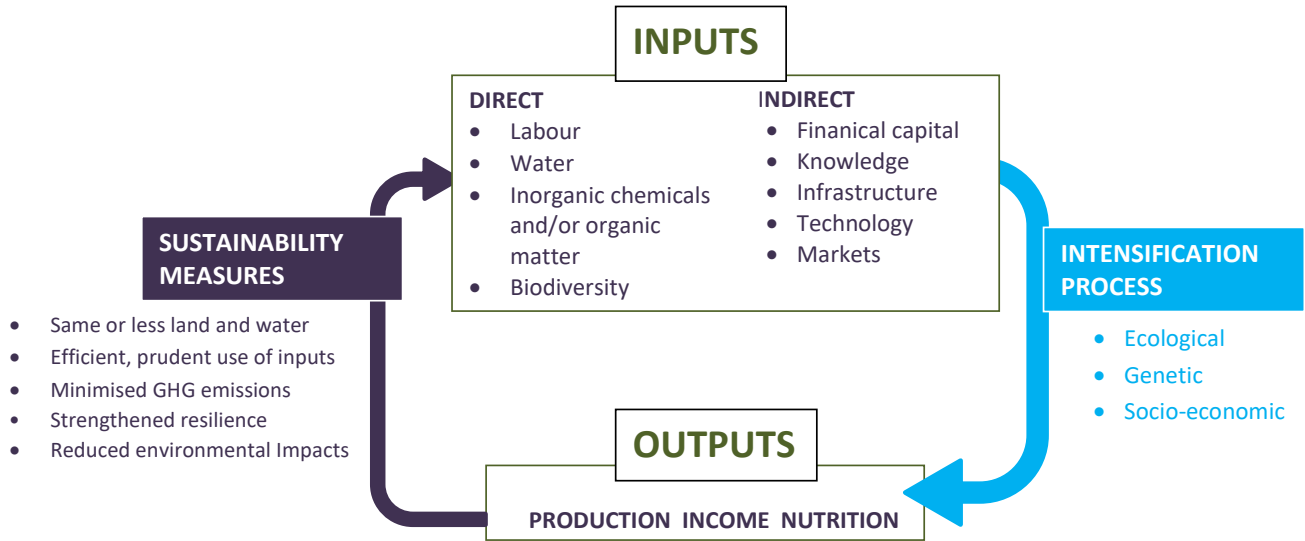 INPUTS
DIRECT
• Labour
• Water
• Inorganic chemicals
and/or organic
matter
• Biodiversity
INDIRECT
• Finanical capital
• Knowledge
• Infrastructure
• Technology
• Markets
SUSTAINABILITY
MEASURES
• Same or less land and water
• Efficient, prudent use of inputs
• Minimised GHG emissions
• Strengthened resilience
• Reduced environmental Impacts
INTENSIFICATION
PROCESS
• Ecological
• Genetic
• Socio-economic
OUTPUTS
PRODUCTION INCOME NUTRITION